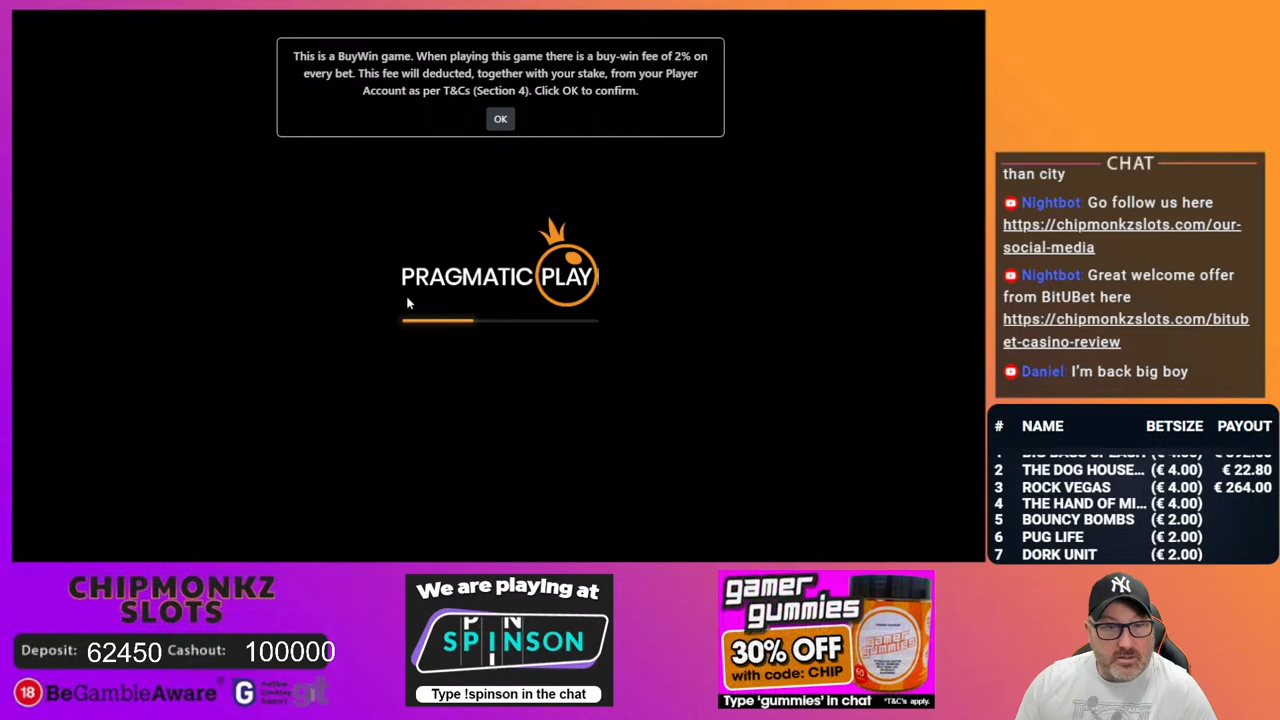 This is a BuyWin game. When playing this game there is a buy-win fee of 2% on
every bet. This fee will deducted, together with your stake, from your Player
Account as per T&Cs (Section 4). Click OK to confirm.
OK
PRAGMATIC PLAY
CHAT
than city
Nightbot: Go follow us here
https://chipmonkzslots.com/our-
social-media
Nightbot: Great welcome offer
from BitUBet here
https://chipmonkzslots.com/bitub
et-casino-review
Daniel: I'm back big boy
# NAME BETSIZE PAYOUT
2 THE DOG HOUSE... (€ 4.00) € 22.80
3 ROCK VEGAS (€ 4.00) € 264.00
4 THE HAND OF MI... (€ 4.00)
5 BOUNCY BOMBS (€ 2.00)
6 PUG LIFE (€ 2.00)
7 DORK UNIT (€ 2.00)
CHIPMONKZ
SLOTS
Deposit: 62450 Cashout: 100000
18 BeGambleAware
We are playing at
SPINSON
Type !spinson in the chat
gamer
gummies
30% OFF
with code: CHIP
gamer
gummies
60
Type 'gummies' in chat *T&C's apply.
NY